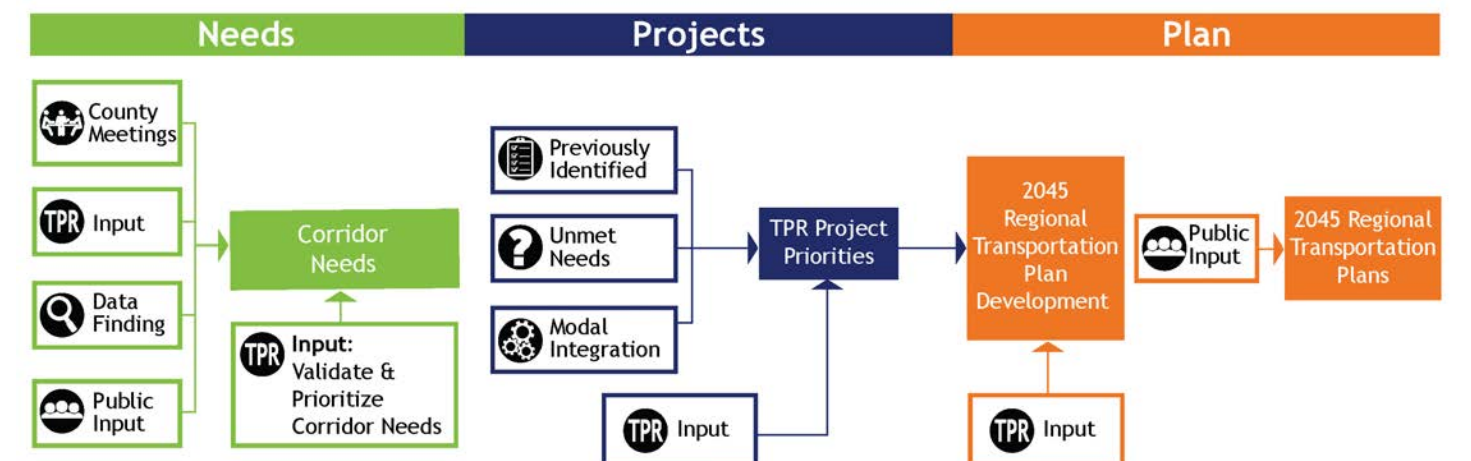 Needs
Projects
Plan
County
Meetings
TPR Input
Data
Finding
Public
Input
Corridor
Needs
TPR Input:
Validate &
Prioritize
Corridor Needs
Previously
Identified
? Unmet
Needs
Modal
Integration
TPR Input
TPR Project
Priorities
2045
Regional
Transportation
Plan
Development
TPR Input
Public
Input
2045 Regional
Transportation
Plans